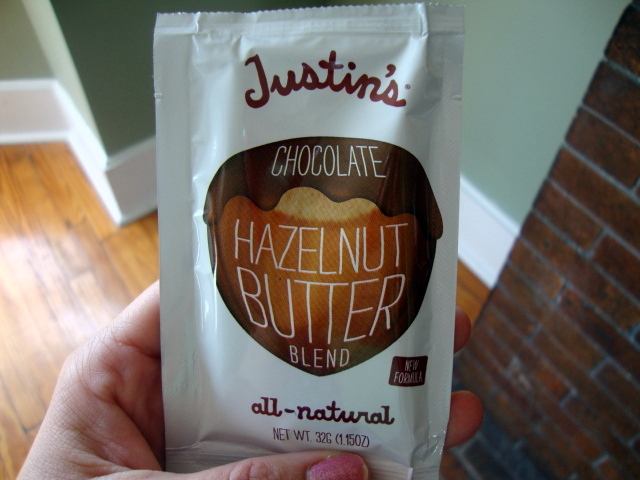 Justin's
CHOCOLATE
HAZELNUT
BUTTER
BLEND
NEW
FORMULA
all-natural
NET WT. 32G (1.15OZ)